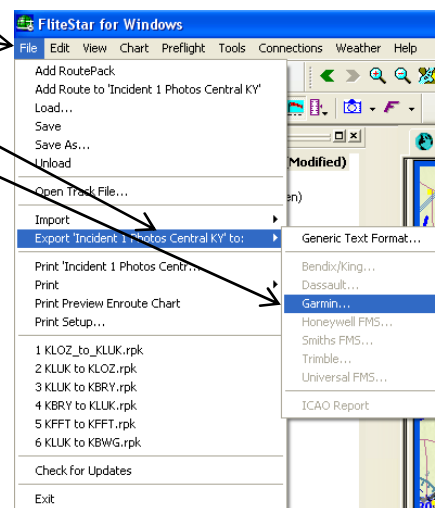 FliteStar for Windows
File Edit View Chart Preflight Tools Connections Weather Help
Add RoutePack
Add Route to 'Incident 1 Photos Central KY'
Load...
Save
Save As...
Unload
(Modified)
Open Track File...
en)
Import
Export 'Incident 1 Photos Central KY' to:
Generic Text Format...
Print 'Incident 1 Photos Centr...
Bendix/King...
Print
Dassault...
Print Preview Enroute Chart
Garmin...
Print Setup...
Honeywell FMS...
Smiths FMS...
1 KLOZ_to_KLUK.rpk
Trimble...
2 KLUK to KLOZ.rpk
Universal FMS...
3 KLUK to KBRY.rpk
4 KBRY to KLUK.rpk
ICAO Report
5 KFFT to KFFT.rpk
6 KLUK to KBWG.rpk
Check for Updates
Exit